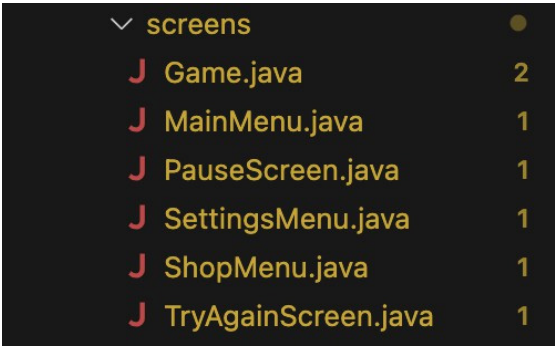 screens
J Game.java 2
J MainMenu.java 1
J PauseScreen.java 1
J SettingsMenu.java 1
J ShopMenu.java 1
J TryAgainScreen.java 1